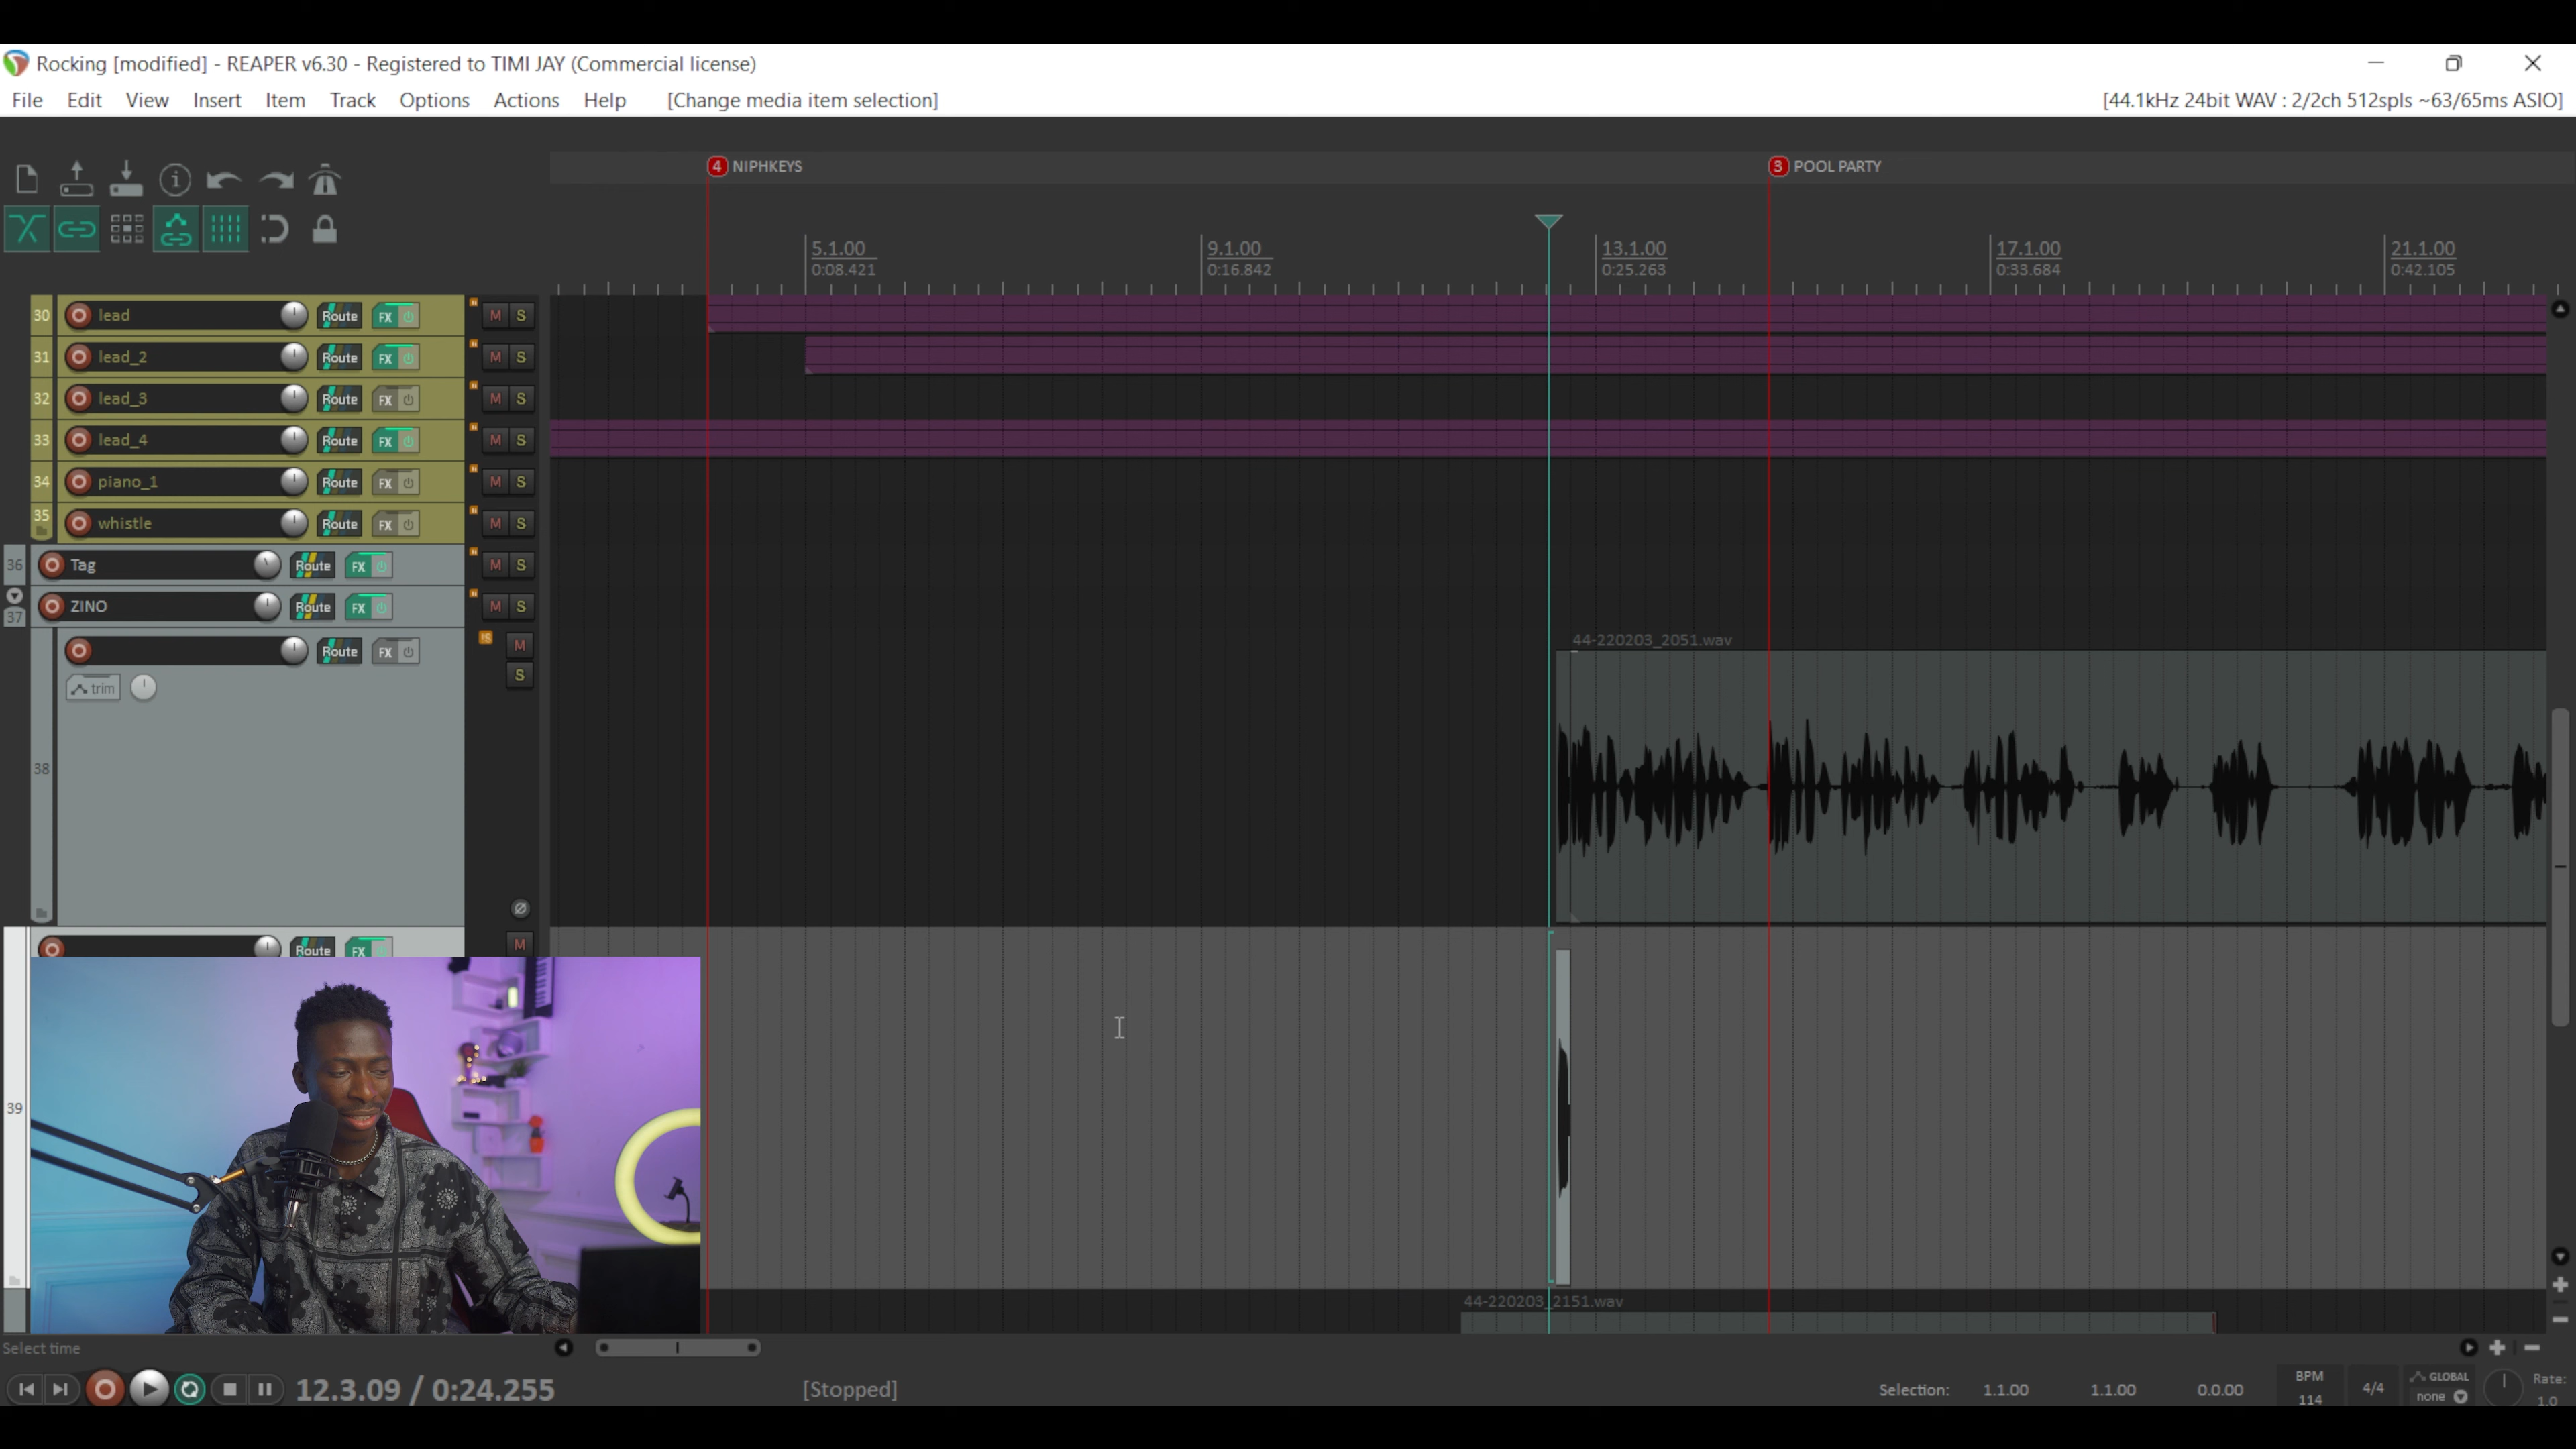 Rocking [modified] - REAPER v6.30 - Registered to TIMI JAY (Commercial license)
File Edit View Insert Item Track Options Actions Help [Change media item selection] [44.1kHz 24bit WAV : 2/2ch 512spls ~63/65ms ASIO]
4 NIPHKEYS 3 POOL PARTY
5.1.00 9.1.00 13.1.00 17.1.00 21.1.00
0:08.421 0:16.842 0:25.263 0:33.684 0:42.105
30 lead Route FX M S
31 lead_2 Route FX M S
32 lead_3 Route FX M S
33 lead_4 Route FX M S
34 piano_1 Route FX M S
35 whistle Route FX M S
36 Tag Route FX M S
37 ZINO Route FX M S
44-220203_2051.wav
Route FX M
trim S
38
Route FX M
39
44-220203_2151.wav
Select time
12.3.09 / 0:24.255 [Stopped] Selection: 1.1.00 1.1.00 0.0.00 BPM 114 4/4 GLOBAL none Rate: 1.0